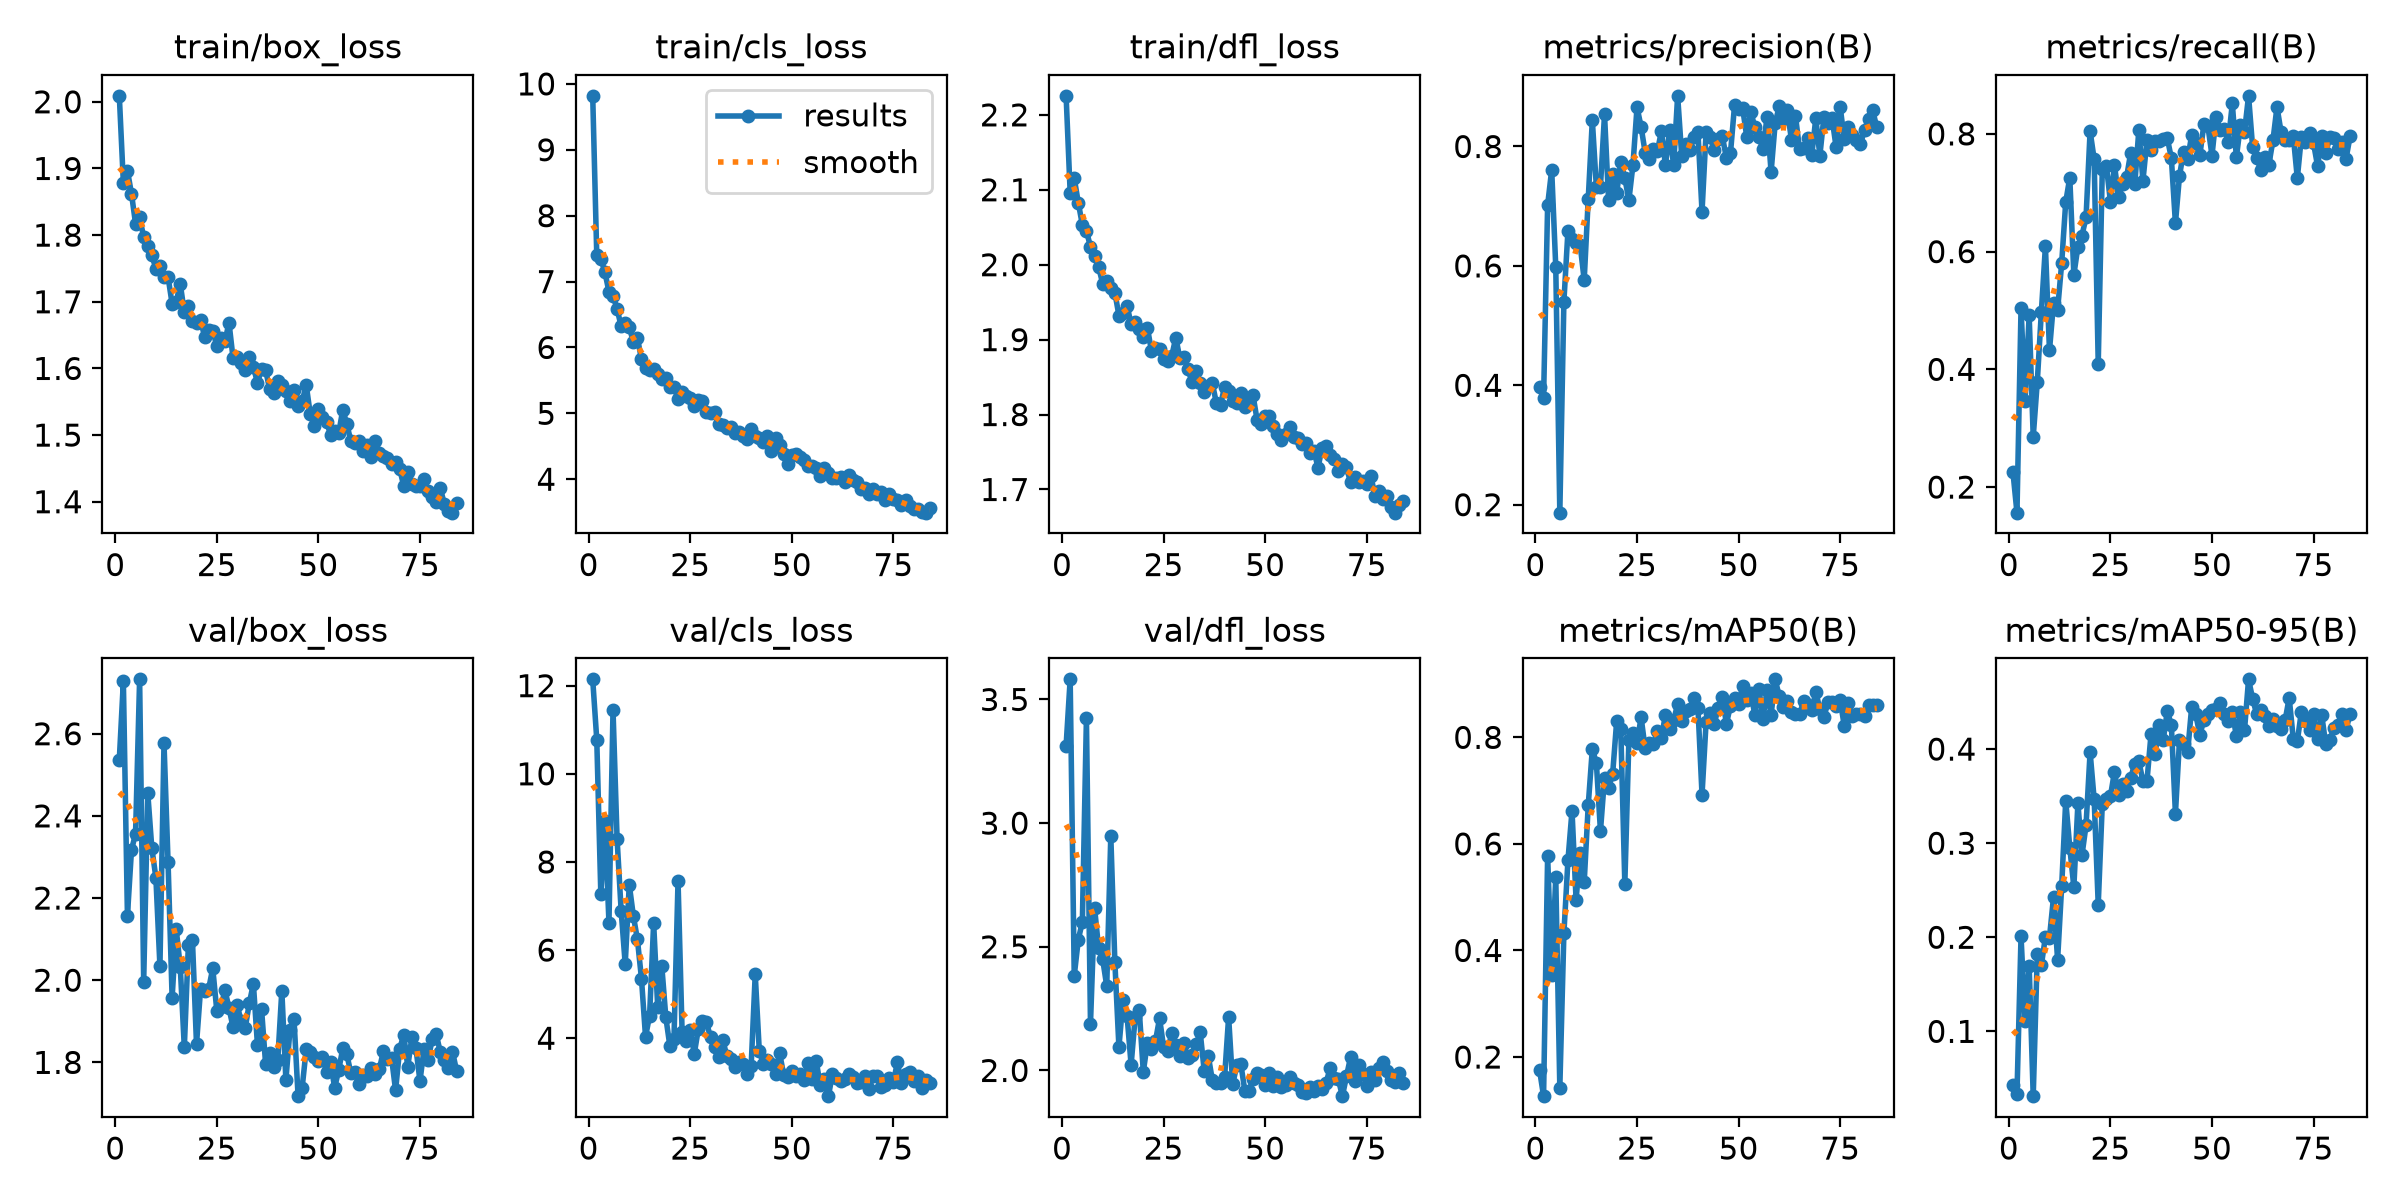 train/box_loss
train/cls_loss
train/dfl_loss
metrics/precision(B)
metrics/recall(B)
2.0
1.9
1.8
1.7
1.6
1.5
1.4
0 25 50 75
10
9
8
7
6
5
4
results
smooth
0 25 50 75
2.2
2.1
2.0
1.9
1.8
1.7
0 25 50 75
0.8
0.6
0.4
0.2
0 25 50 75
0.8
0.6
0.4
0.2
0 25 50 75
val/box_loss
val/cls_loss
val/dfl_loss
metrics/mAP50(B)
metrics/mAP50-95(B)
2.6
2.4
2.2
2.0
1.8
0 25 50 75
12
10
8
6
4
0 25 50 75
3.5
3.0
2.5
2.0
0 25 50 75
0.8
0.6
0.4
0.2
0 25 50 75
0.4
0.3
0.2
0.1
0 25 50 75